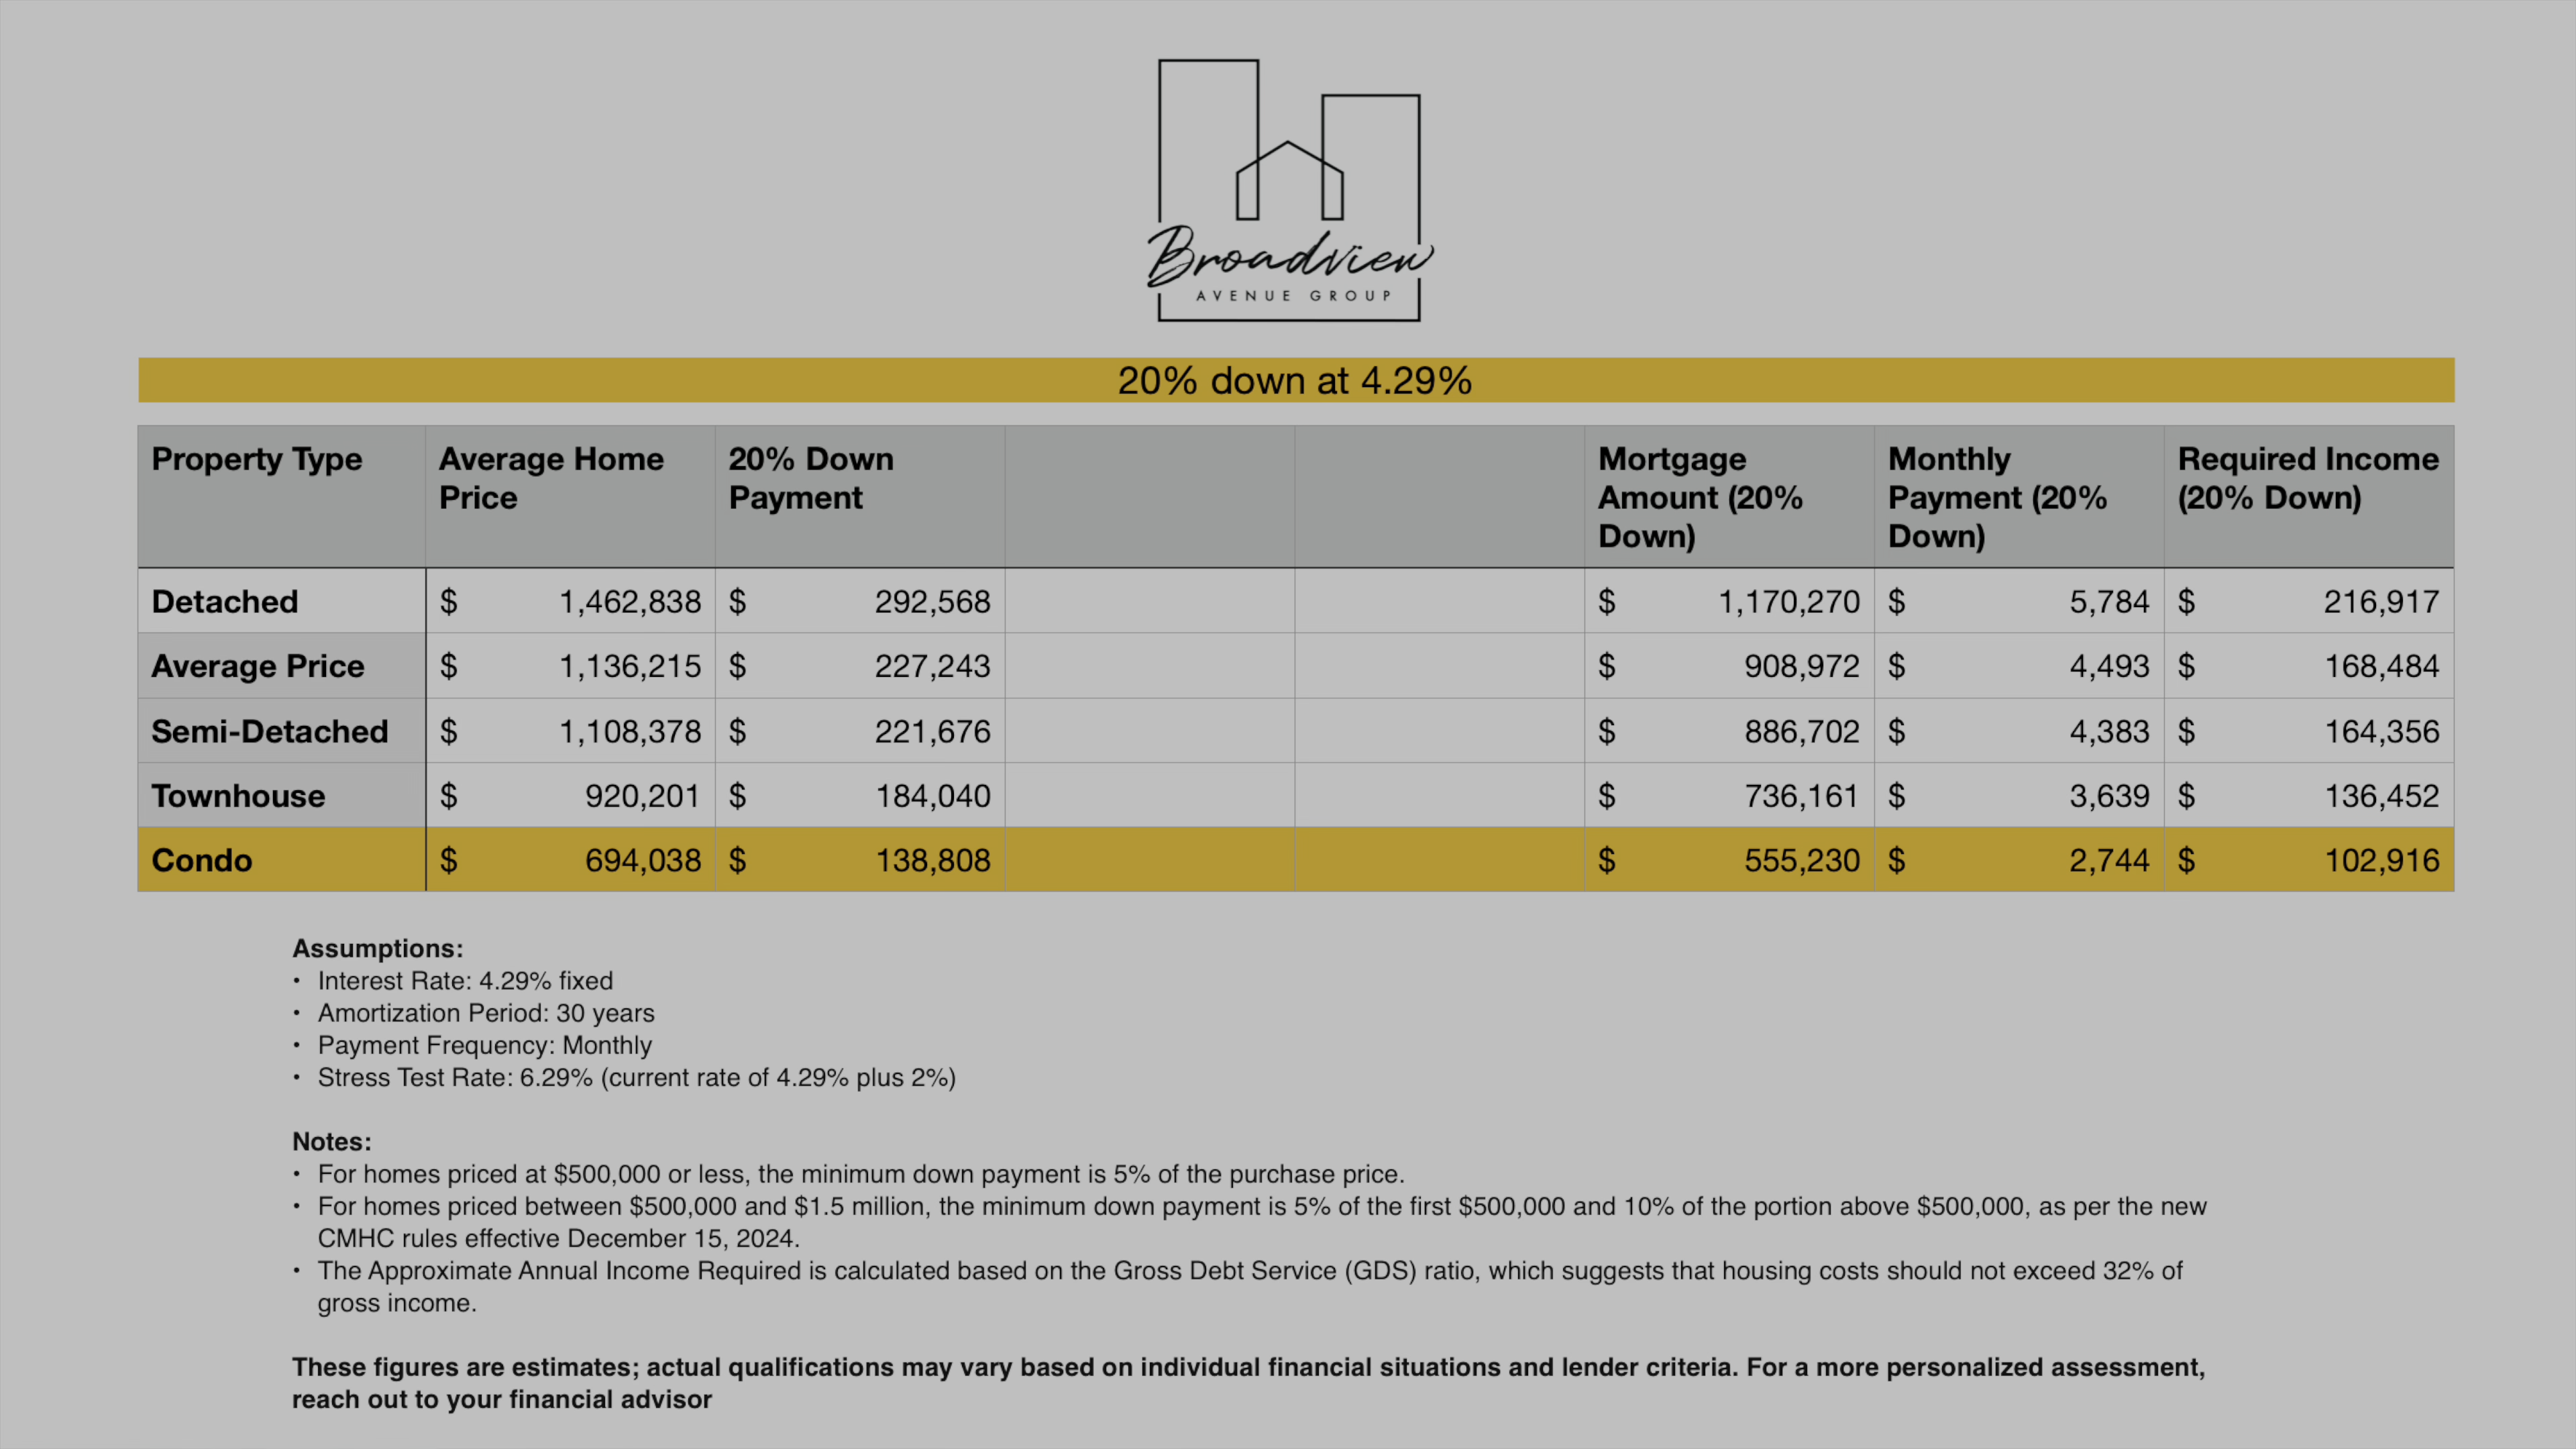 Broadview
AVENUE GROUP
20% down at 4.29%
Property Type Average Home Price 20% Down Payment Mortgage Amount (20% Down) Monthly Payment (20% Down) Required Income (20% Down)
Detached $ 1,462,838 $ 292,568 $ 1,170,270 $ 5,784 $ 216,917
Average Price $ 1,136,215 $ 227,243 $ 908,972 $ 4,493 $ 168,484
Semi-Detached $ 1,108,378 $ 221,676 $ 886,702 $ 4,383 $ 164,356
Townhouse $ 920,201 $ 184,040 $ 736,161 $ 3,639 $ 136,452
Condo $ 694,038 $ 138,808 $ 555,230 $ 2,744 $ 102,916
Assumptions:
• Interest Rate: 4.29% fixed
• Amortization Period: 30 years
• Payment Frequency: Monthly
• Stress Test Rate: 6.29% (current rate of 4.29% plus 2%)
Notes:
• For homes priced at $500,000 or less, the minimum down payment is 5% of the purchase price.
• For homes priced between $500,000 and $1.5 million, the minimum down payment is 5% of the first $500,000 and 10% of the portion above $500,000, as per the new
CMHC rules effective December 15, 2024.
• The Approximate Annual Income Required is calculated based on the Gross Debt Service (GDS) ratio, which suggests that housing costs should not exceed 32% of
gross income.
These figures are estimates; actual qualifications may vary based on individual financial situations and lender criteria. For a more personalized assessment,
reach out to your financial advisor